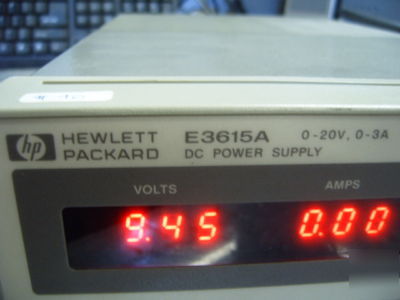 hp HEWLETT PACKARD E3615A 0-20V, 0-3A
DC POWER SUPPLY
VOLTS AMPS
9.45 0.00